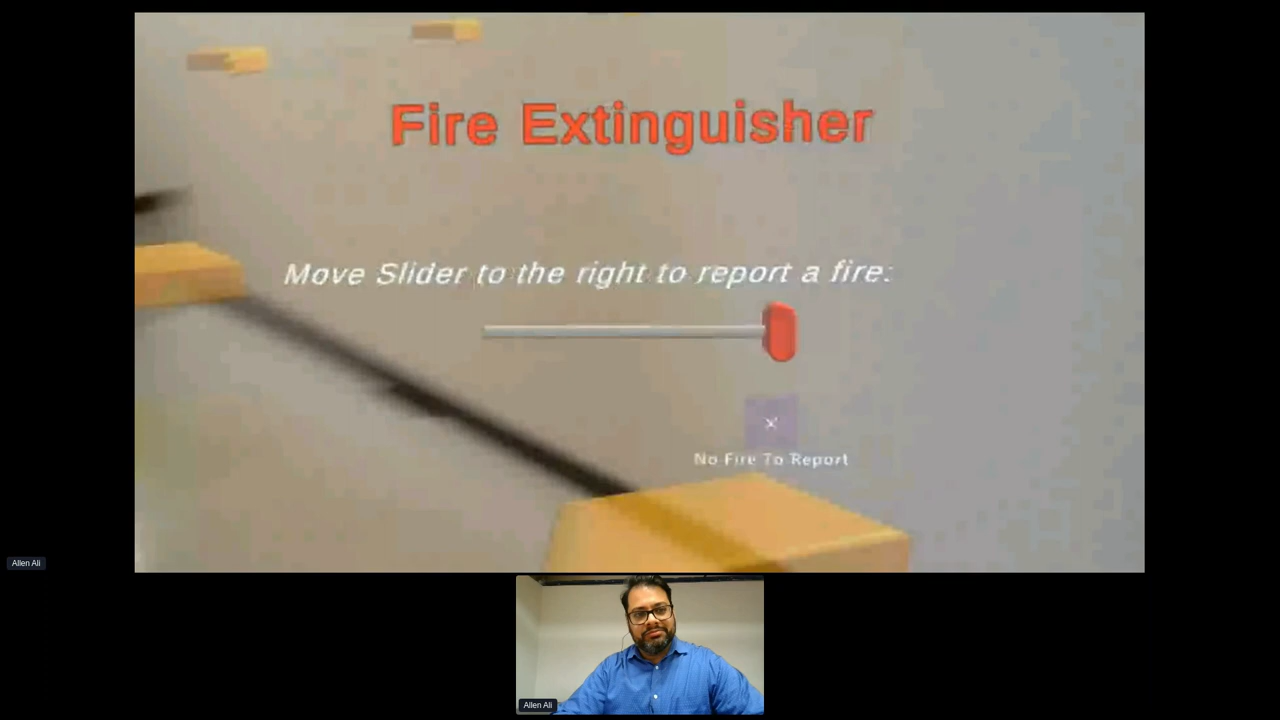 Fire Extinguisher
Move Slider to the right to report a fire:
x
No Fire To Report
Allen Ali
Allen Ali